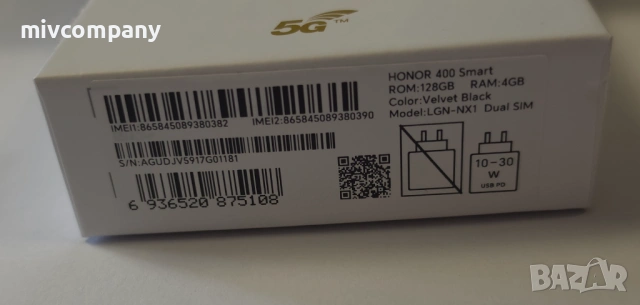 mivcompany
5G™
HONOR 400 Smart
ROM:128GB RAM:4GB
Color:Velvet Black
Model:LGN-NX1 Dual SIM
IMEI1:865845089380382 IMEI2:865845089380390
S/N:AGUDJV5917G01181
6 936520 875108
10-30
W
USB PD
BAZAR